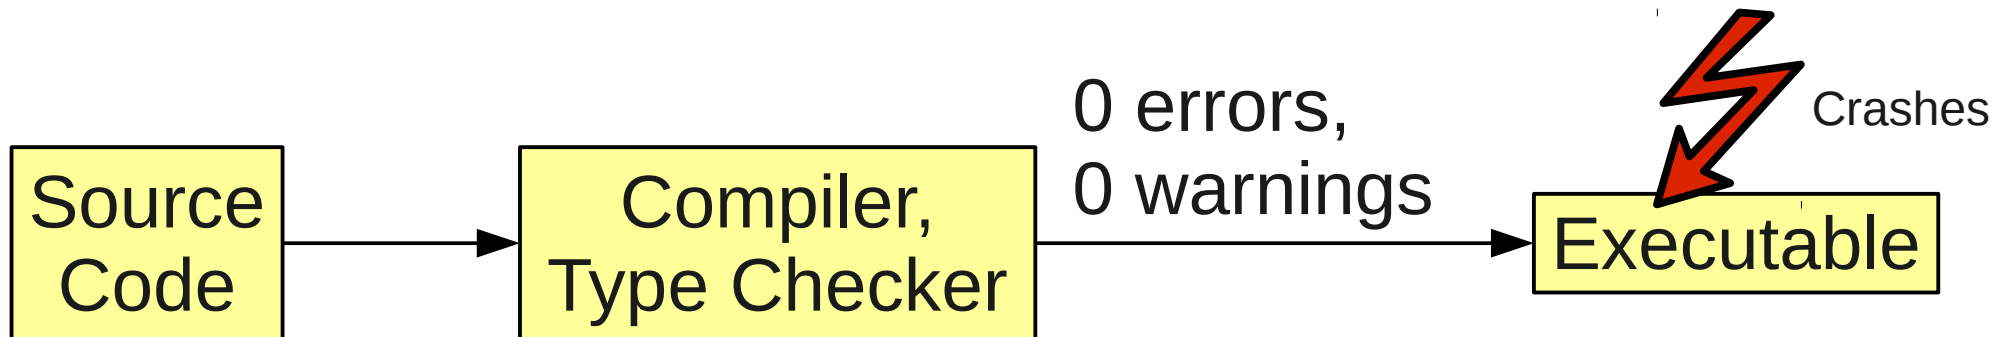 Source
Code
Compiler,
Type Checker
0 errors,
0 warnings
Executable
Crashes